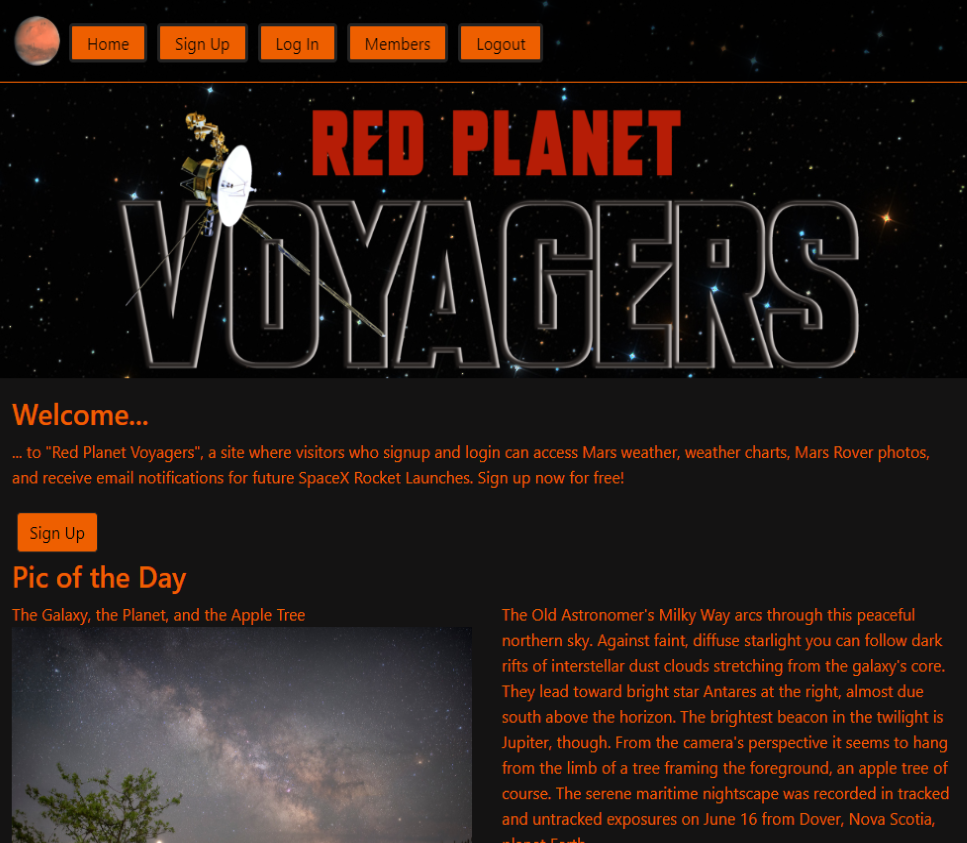 Home Sign Up Log In Members Logout
RED PLANET
VOYAGERS
Welcome...
... to "Red Planet Voyagers", a site where visitors who signup and login can access Mars weather, weather charts, Mars Rover photos,
and receive email notifications for future SpaceX Rocket Launches. Sign up now for free!
Sign Up
Pic of the Day
The Galaxy, the Planet, and the Apple Tree
The Old Astronomer's Milky Way arcs through this peaceful
northern sky. Against faint, diffuse starlight you can follow dark
rifts of interstellar dust clouds stretching from the galaxy's core.
They lead toward bright star Antares at the right, almost due
south above the horizon. The brightest beacon in the twilight is
Jupiter, though. From the camera's perspective it seems to hang
from the limb of a tree framing the foreground, an apple tree of
course. The serene maritime nightscape was recorded in tracked
and untracked exposures on June 16 from Dover, Nova Scotia,
planet Earth.